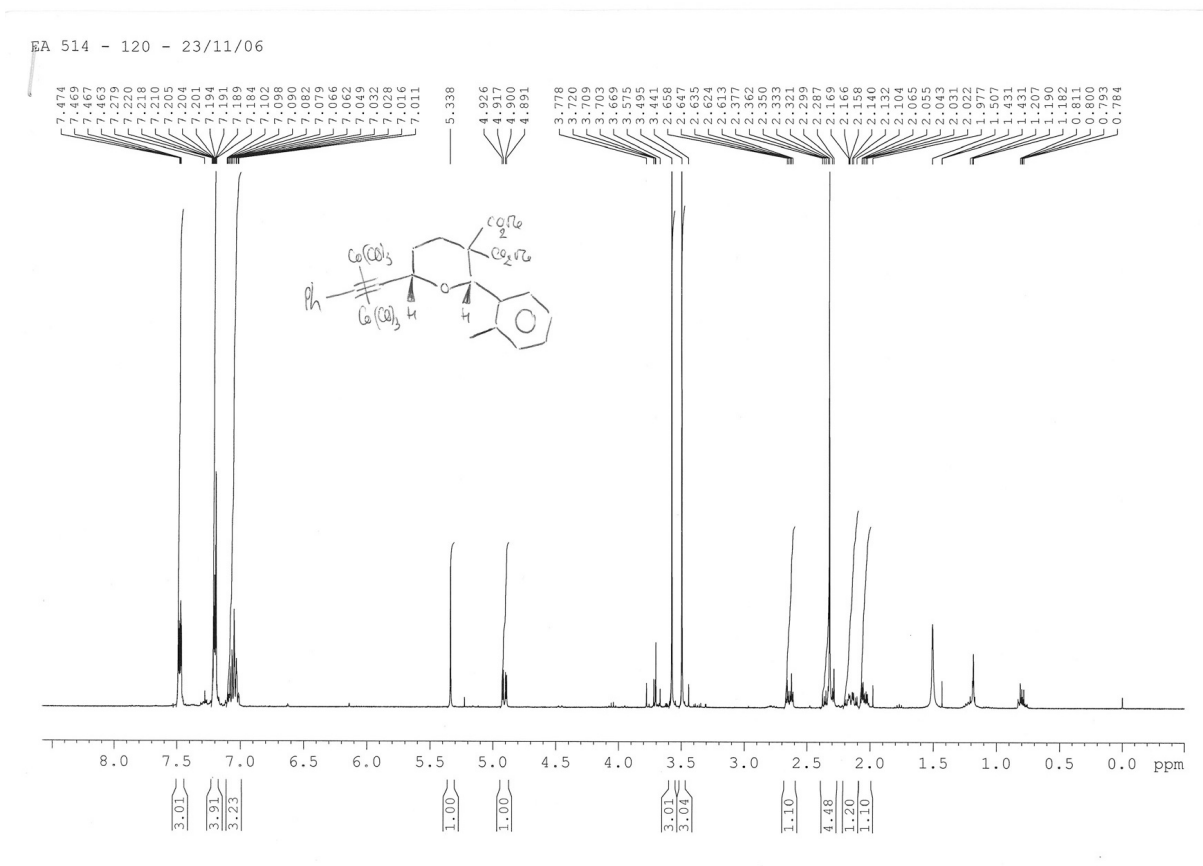 EA 514 - 120 - 23/11/06
7.474 7.469 7.467 7.463 7.279 7.220 7.218 7.210 7.205 7.204 7.201 7.194 7.191 7.189 7.184 7.102 7.098 7.090 7.082 7.079 7.066 7.062 7.049 7.032 7.028 7.016 7.011 5.338 4.926 4.917 4.900 4.891 3.778 3.720 3.709 3.703 3.669 3.575 3.495 3.441 2.658 2.647 2.635 2.624 2.613 2.377 2.362 2.350 2.333 2.321 2.299 2.287 2.169 2.166 2.158 2.140 2.132 2.104 2.065 2.055 2.043 2.031 2.022 1.977 1.507 1.431 1.431 1.207 1.190 1.182 0.811 0.800 0.793 0.784
CO2Me
CO2Me
Co(CO)3
Ph
O
Co(CO)3 H H
8.0 7.5 7.0 6.5 6.0 5.5 5.0 4.5 4.0 3.5 3.0 2.5 2.0 1.5 1.0 0.5 0.0 ppm
3.01 3.91 3.23 1.00 1.00 3.01 3.04 1.10 4.48 1.20 1.10